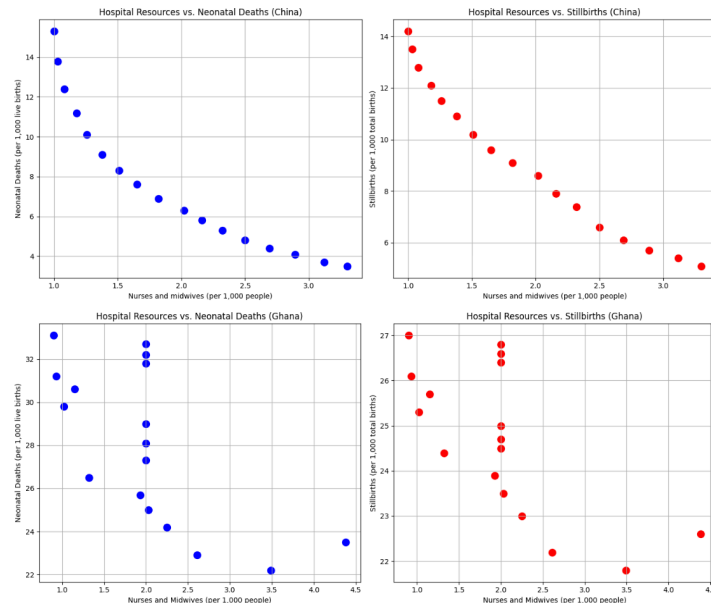 Hospital Resources vs. Neonatal Deaths (China)
Neonatal Deaths (per 1,000 live births)
14
12
10
8
6
4
1.0 1.5 2.0 2.5 3.0
Nurses and midwives (per 1,000 people)
Hospital Resources vs. Stillbirths (China)
Stillbirths (per 1,000 total births)
14
12
10
8
6
1.0 1.5 2.0 2.5 3.0
Nurses and midwives (per 1,000 people)
Hospital Resources vs. Neonatal Deaths (Ghana)
Neonatal Deaths (per 1,000 live births)
32
30
28
26
24
22
1.0 1.5 2.0 2.5 3.0 3.5 4.0 4.5
Nurses and Midwives (per 1,000 people)
Hospital Resources vs. Stillbirths (Ghana)
Stillbirths (per 1,000 total births)
27
26
25
24
23
22
1.0 1.5 2.0 2.5 3.0 3.5 4.0 4.5
Nurses and Midwives (per 1,000 people)